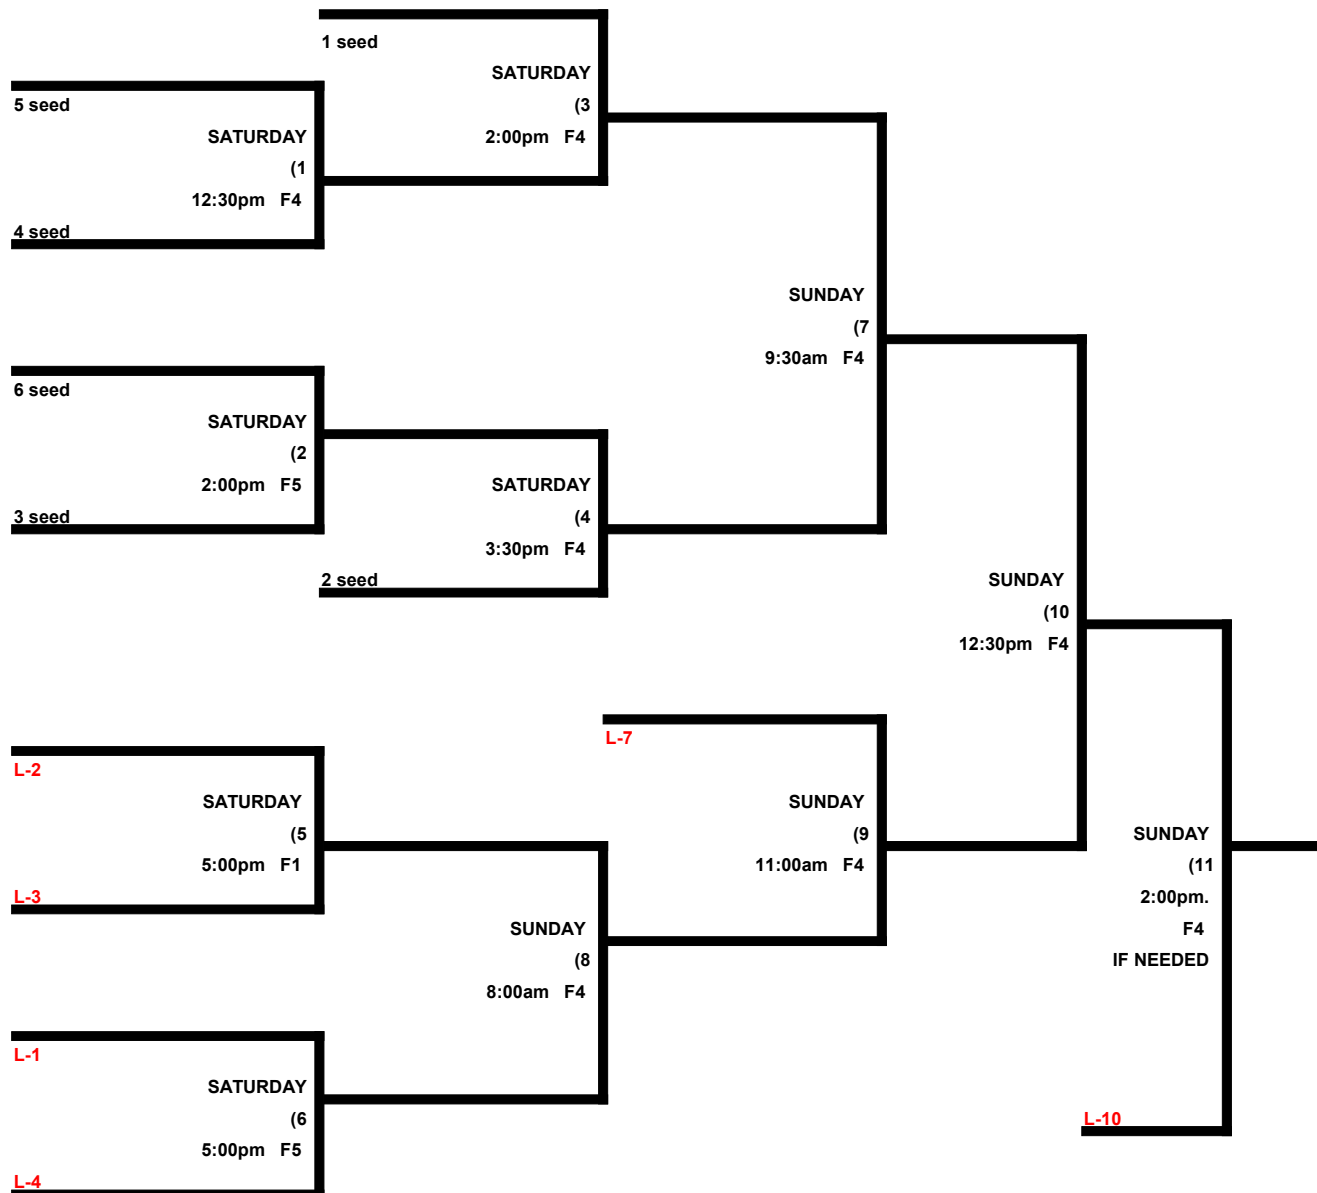 1 seed
SATURDAY
(3
2:00pm F4
5 seed
SATURDAY
(1
12:30pm F4
4 seed
SUNDAY
(7
9:30am F4
6 seed
SATURDAY
(2
2:00pm F5
3 seed
SATURDAY
(4
3:30pm F4
2 seed
SUNDAY
(10
12:30pm F4
L-7
L-2
SATURDAY
(5
5:00pm F1
L-3
SUNDAY
(9
11:00am F4
SUNDAY
(11
2:00pm.
F4
IF NEEDED
SUNDAY
(8
8:00am F4
L-1
SATURDAY
(6
5:00pm F5
L-4
L-10